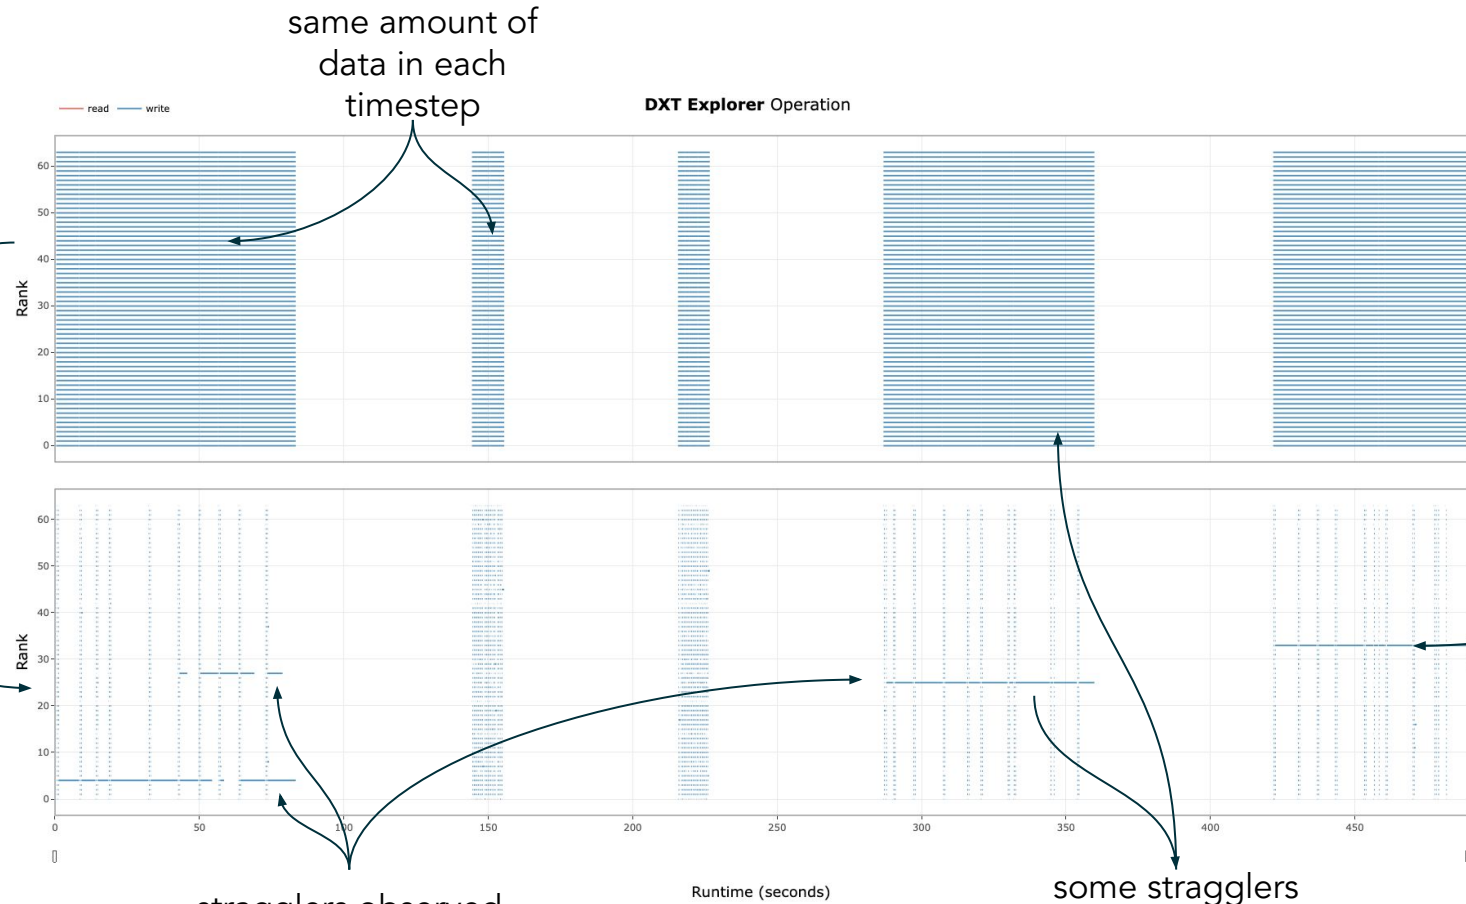 same amount of
data in each
timestep
read
write
DXT Explorer Operation
Rank
60
50
40
30
20
10
0
Rank
60
50
40
30
20
10
0
0
50
100
150
200
250
300
350
400
450
Runtime (seconds)
stragglers observed
some stragglers